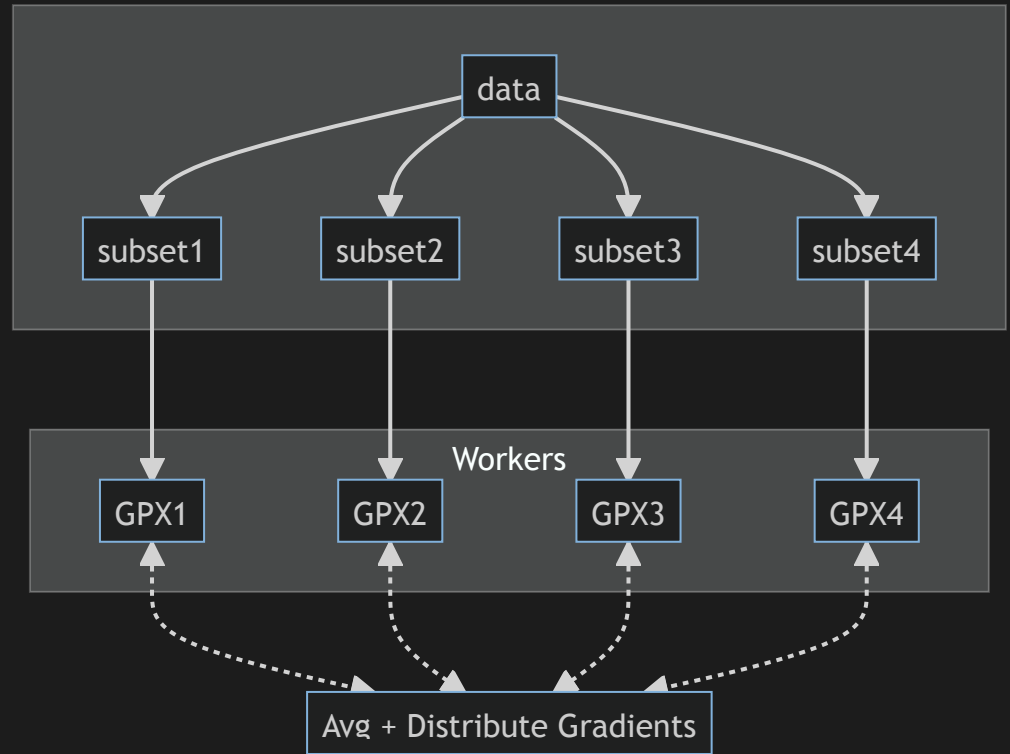 data
subset1 subset2 subset3 subset4
Workers
GPX1 GPX2 GPX3 GPX4
Avg + Distribute Gradients